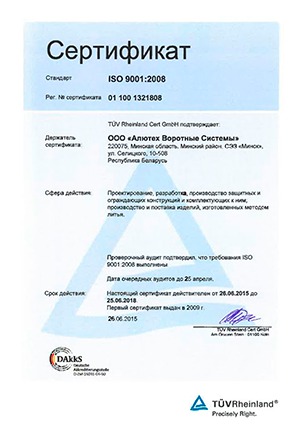 Сертификат
Стандарт ISO 9001:2008
Рег. № сертификата 01 100 1321808
TÜV Rheinland Cert GmbH подтверждает:
Держатель сертификата: ООО «Алютех Воротные Системы»
220075, Минская область, Минский район, СЭЗ «Минск»,
ул. Селицкого, 10-508
Республика Беларусь
Сфера действия: Проектирование, разработка, производство защитных и
ограждающих конструкций и комплектующих к ним,
производство и поставка изделий, изготовленных методом
литья.
Проверочный аудит подтвердил, что требования ISO
9001:2008 выполнены
Дата очередных аудитов до 25 апреля.
Срок действия: Настоящий сертификат действителен от 26.06.2015 до
25.06.2018
Первый сертификат выдан в 2009 г.
26.06.2015
TÜV Rheinland Cert GmbH
Am Grauen Stein · 51105 Köln
DAkkS
Deutsche
Akkreditierungsstelle
TÜVRheinland®
Precisely Right.